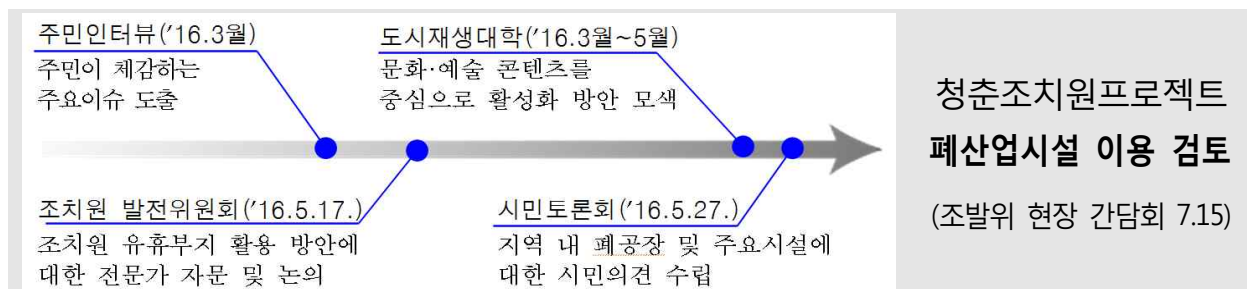 주민인터뷰('16.3월)
주민이 체감하는
주요이슈 도출
도시재생대학('16.3월~5월)
문화·예술 콘텐츠를
중심으로 활성화 방안 모색
조치원 발전위원회('16.5.17.)
조치원 유휴부지 활용 방안에
대한 전문가 자문 및 논의
시민토론회('16.5.27.)
지역 내 폐공장 및 주요시설에
대한 시민의견 수립
청춘조치원프로젝트
폐산업시설 이용 검토
(조발위 현장 간담회 7.15)